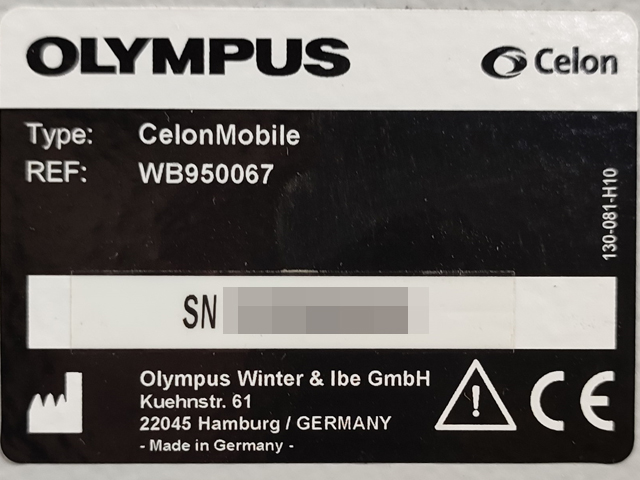 OLYMPUS Celon
Type: CelonMobile
REF: WB950067
130-081-H10
SN
Olympus Winter & Ibe GmbH
Kuehnstr. 61
22045 Hamburg / GERMANY
- Made in Germany -
CE